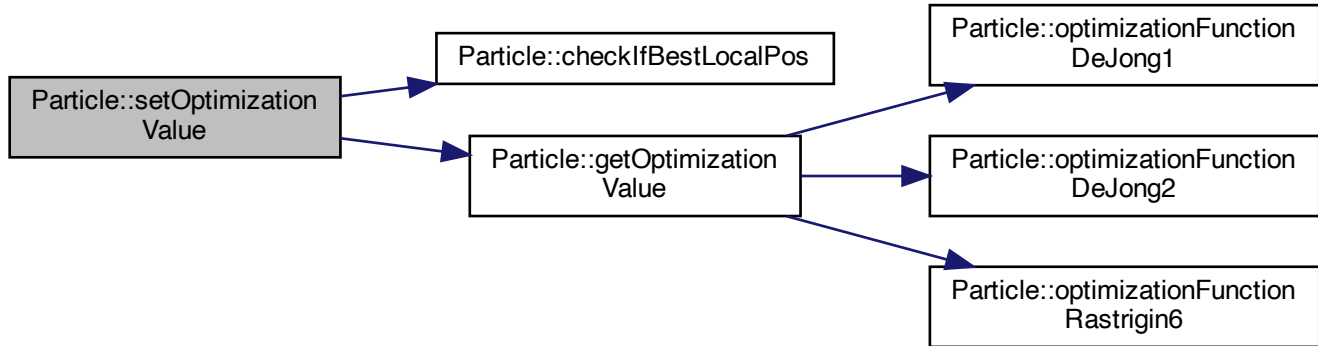 Particle::setOptimization
Value
Particle::checkIfBestLocalPos
Particle::getOptimization
Value
Particle::optimizationFunction
DeJong1
Particle::optimizationFunction
DeJong2
Particle::optimizationFunction
Rastrigin6